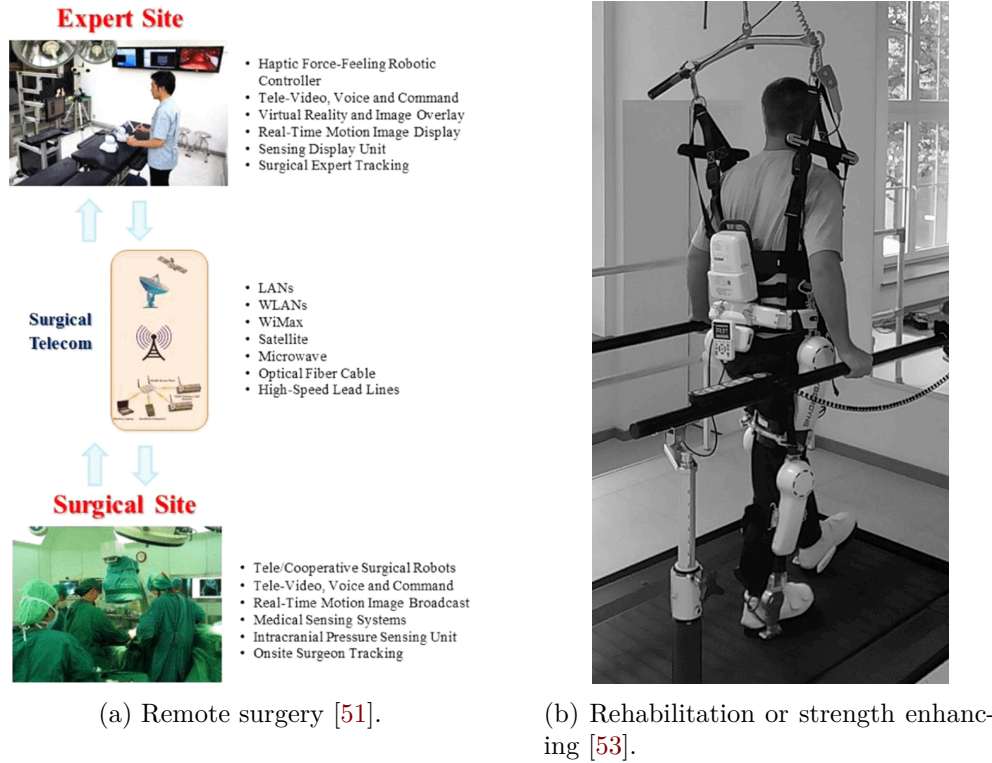 Expert Site
• Haptic Force-Feeling Robotic
Controller
• Tele-Video, Voice and Command
• Virtual Reality and Image Overlay
• Real-Time Motion Image Display
• Sensing Display Unit
• Surgical Expert Tracking
Surgical
Telecom
• LANs
• WLANs
• WiMax
• Satellite
• Microwave
• Optical Fiber Cable
• High-Speed Lead Lines
Surgical Site
• Tele/Cooperative Surgical Robots
• Tele-Video, Voice and Command
• Real-Time Motion Image Broadcast
• Medical Sensing Systems
• Intracranial Pressure Sensing Unit
• Onsite Surgeon Tracking
(a) Remote surgery [51].
(b) Rehabilitation or strength enhanc-
ing [53].